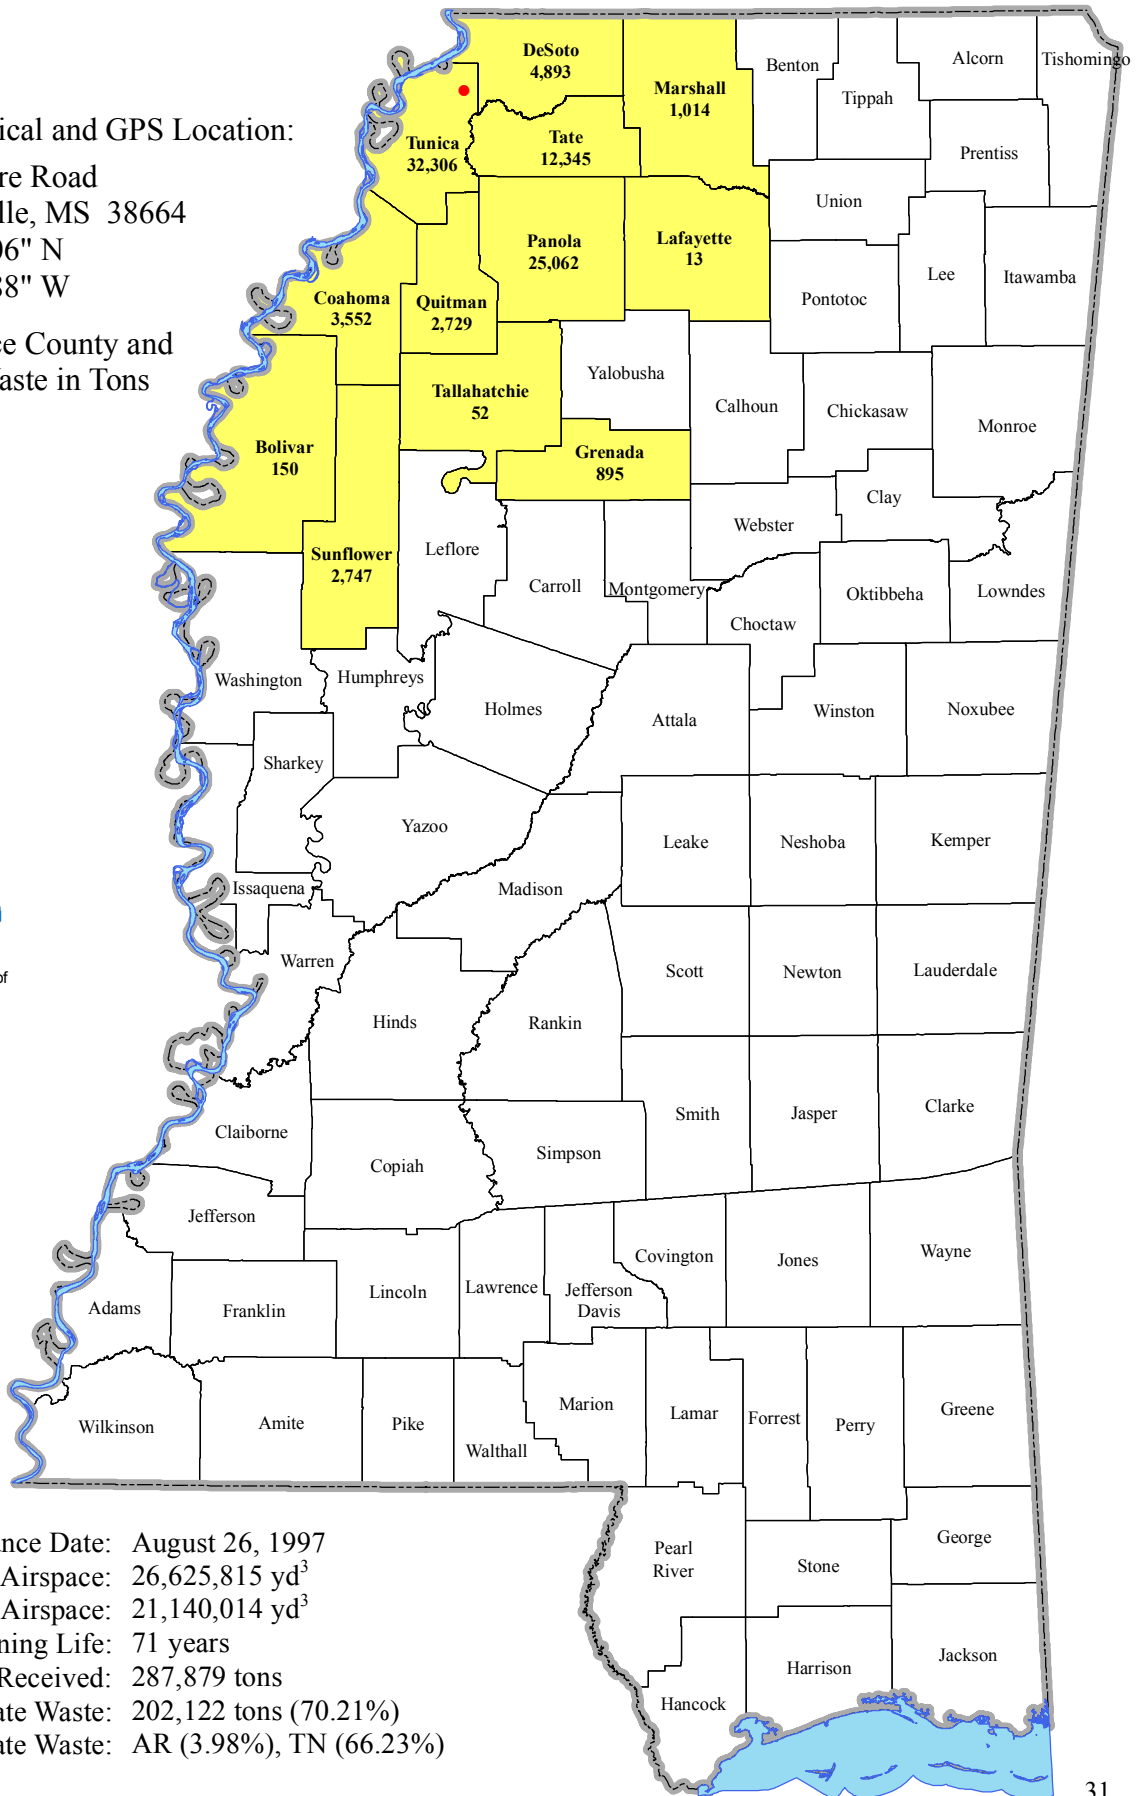 ical and GPS Location:
re Road
lle, MS 38664
06" N
88" W
ce County and
Waste in Tons
of
DeSoto
4,893
Marshall
1,014
Benton
Tippah
Alcorn
Tishomingo
Tunica
32,306
Tate
12,345
Prentiss
Union
Panola
25,062
Lafayette
13
Pontotoc
Lee
Itawamba
Coahoma
3,552
Quitman
2,729
Yalobusha
Tallahatchie
52
Calhoun
Chickasaw
Monroe
Bolivar
150
Grenada
895
Clay
Webster
Sunflower
2,747
Leflore
Carroll
Montgomery
Oktibbeha
Lowndes
Choctaw
Washington
Humphreys
Holmes
Attala
Winston
Noxubee
Sharkey
Yazoo
Leake
Neshoba
Kemper
Issaquena
Madison
Warren
Scott
Newton
Lauderdale
Hinds
Rankin
Smith
Jasper
Clarke
Claiborne
Copiah
Simpson
Jefferson
Covington
Jones
Wayne
Adams
Franklin
Lincoln
Lawrence
Jefferson
Davis
Wilkinson
Amite
Pike
Walthall
Marion
Lamar
Forrest
Perry
Greene
Pearl
River
Stone
George
Hancock
Harrison
Jackson
nce Date: August 26, 1997
Airspace: 26,625,815 yd³
Airspace: 21,140,014 yd³
ning Life: 71 years
Received: 287,879 tons
ate Waste: 202,122 tons (70.21%)
ate Waste: AR (3.98%), TN (66.23%)
31